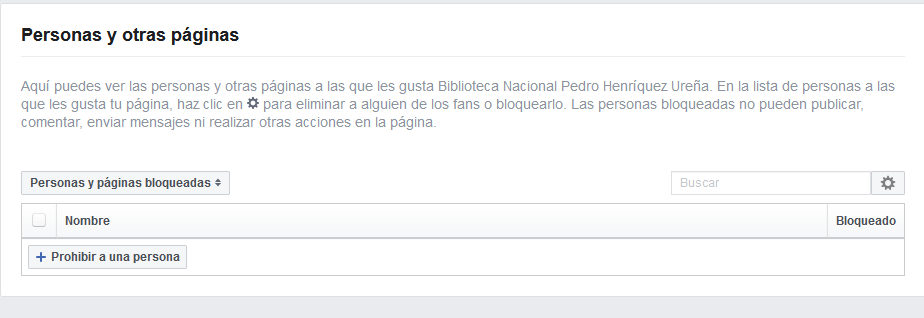 Personas y otras páginas
Aquí puedes ver las personas y otras páginas a las que les gusta Biblioteca Nacional Pedro Henríquez Ureña. En la lista de personas a las
que les gusta tu página, haz clic en para eliminar a alguien de los fans o bloquearlo. Las personas bloqueadas no pueden publicar,
comentar, enviar mensajes ni realizar otras acciones en la página.
Personas y páginas bloqueadas
Buscar
Nombre
Bloqueado
+ Prohibir a una persona